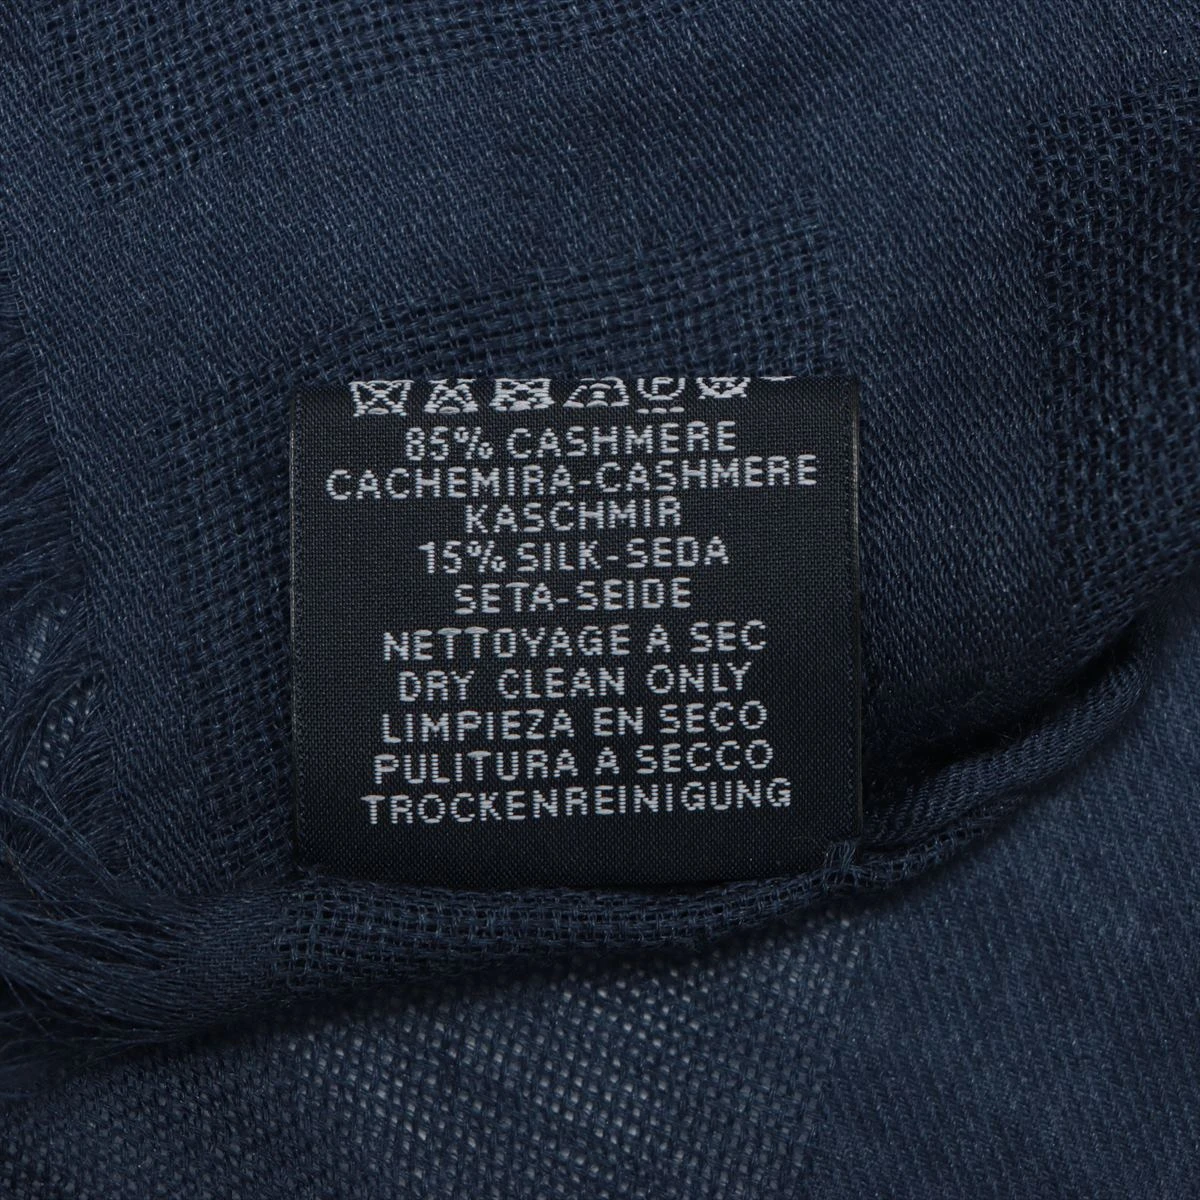 85% CASHMERE
CACHEMIRA-CASHMERE
KASCHMIR
15% SILK-SEDA
SETA-SEIDE
NETTOYAGE A SEC
DRY CLEAN ONLY
LIMPIEZA EN SECO
PULITURA A SECCO
TROCKENREINIGUNG